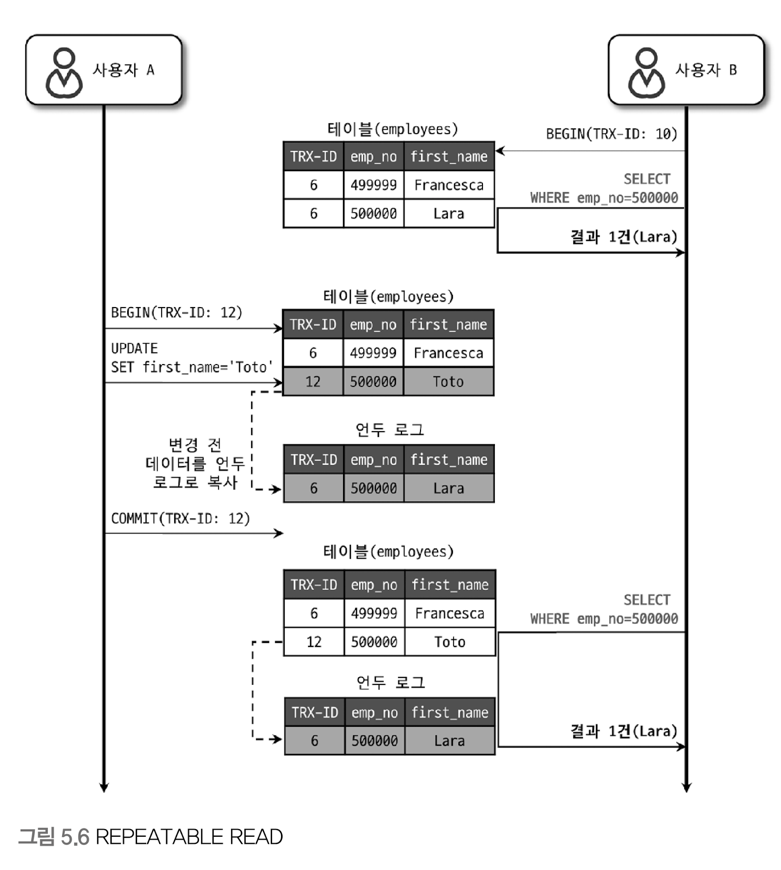 사용자 A
사용자 B
테이블(employees)
BEGIN(TRX-ID: 10)
TRX-ID emp_no first_name
6 499999 Francesca
6 500000 Lara
SELECT
WHERE emp_no=500000
결과 1건(Lara)
테이블(employees)
BEGIN(TRX-ID: 12)
TRX-ID emp_no first_name
UPDATE
SET first_name='Toto'
6 499999 Francesca
12 500000 Toto
변경 전
데이터를 언두
로그로 복사
언두 로그
TRX-ID emp_no first_name
6 500000 Lara
COMMIT(TRX-ID: 12)
테이블(employees)
TRX-ID emp_no first_name
6 499999 Francesca
12 500000 Toto
SELECT
WHERE emp_no=500000
언두 로그
TRX-ID emp_no first_name
6 500000 Lara
결과 1건(Lara)
그림 5.6 REPEATABLE READ